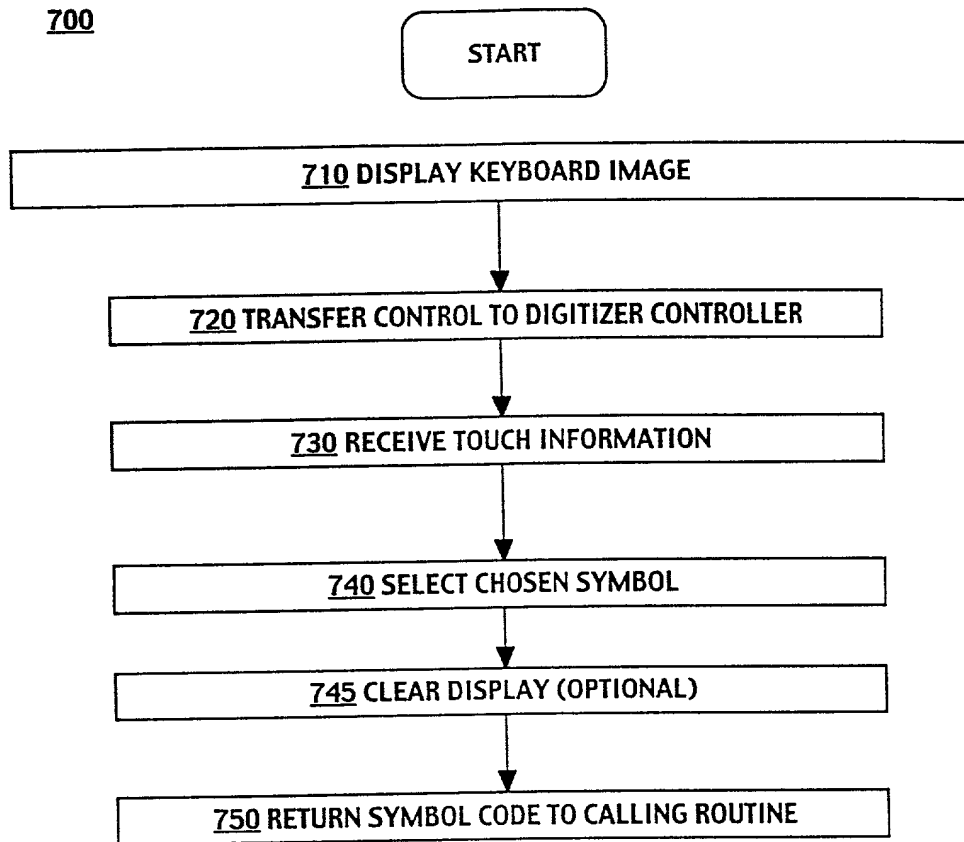 700
START
710 DISPLAY KEYBOARD IMAGE
720 TRANSFER CONTROL TO DIGITIZER CONTROLLER
730 RECEIVE TOUCH INFORMATION
740 SELECT CHOSEN SYMBOL
745 CLEAR DISPLAY (OPTIONAL)
750 RETURN SYMBOL CODE TO CALLING ROUTINE